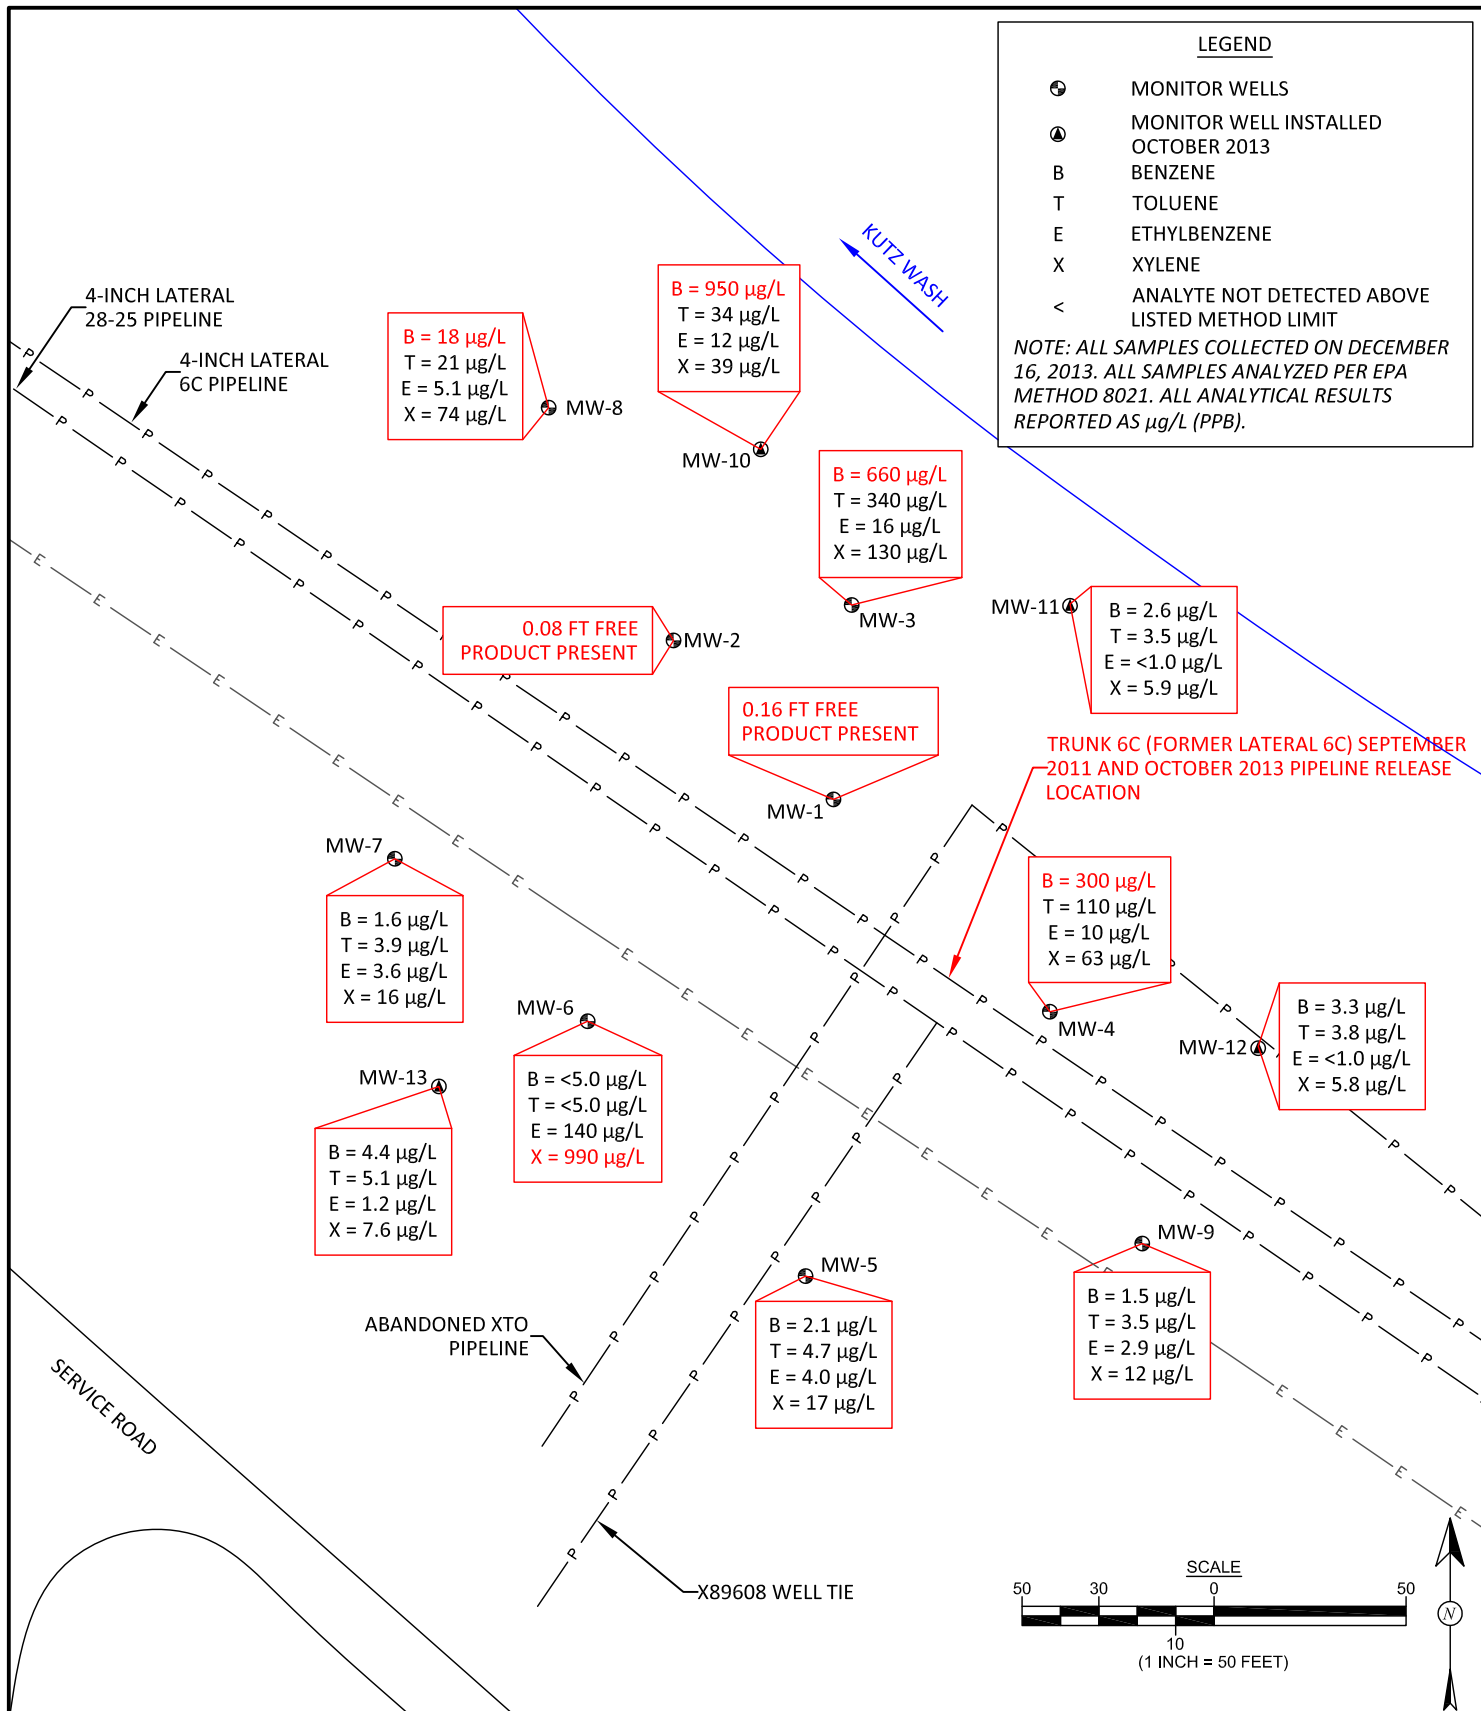 LEGEND
MONITOR WELLS
MONITOR WELL INSTALLED
OCTOBER 2013
B BENZENE
T TOLUENE
E ETHYLBENZENE
X XYLENE
< ANALYTE NOT DETECTED ABOVE
LISTED METHOD LIMIT
NOTE: ALL SAMPLES COLLECTED ON DECEMBER
16, 2013. ALL SAMPLES ANALYZED PER EPA
METHOD 8021. ALL ANALYTICAL RESULTS
REPORTED AS µg/L (PPB).
KUTZ WASH
4-INCH LATERAL
28-25 PIPELINE
4-INCH LATERAL
6C PIPELINE
B = 18 µg/L
T = 21 µg/L
E = 5.1 µg/L
X = 74 µg/L
MW-8
B = 950 µg/L
T = 34 µg/L
E = 12 µg/L
X = 39 µg/L
MW-10
B = 660 µg/L
T = 340 µg/L
E = 16 µg/L
X = 130 µg/L
MW-3
MW-11
B = 2.6 µg/L
T = 3.5 µg/L
E = <1.0 µg/L
X = 5.9 µg/L
0.08 FT FREE
PRODUCT PRESENT
MW-2
0.16 FT FREE
PRODUCT PRESENT
MW-1
TRUNK 6C (FORMER LATERAL 6C) SEPTEMBER
2011 AND OCTOBER 2013 PIPELINE RELEASE
LOCATION
MW-7
B = 1.6 µg/L
T = 3.9 µg/L
E = 3.6 µg/L
X = 16 µg/L
B = 300 µg/L
T = 110 µg/L
E = 10 µg/L
X = 63 µg/L
MW-4
MW-6
B = <5.0 µg/L
T = <5.0 µg/L
E = 140 µg/L
X = 990 µg/L
MW-12
B = 3.3 µg/L
T = 3.8 µg/L
E = <1.0 µg/L
X = 5.8 µg/L
MW-13
B = 4.4 µg/L
T = 5.1 µg/L
E = 1.2 µg/L
X = 7.6 µg/L
MW-9
B = 1.5 µg/L
T = 3.5 µg/L
E = 2.9 µg/L
X = 12 µg/L
MW-5
B = 2.1 µg/L
T = 4.7 µg/L
E = 4.0 µg/L
X = 17 µg/L
ABANDONED XTO
PIPELINE
SERVICE ROAD
X89608 WELL TIE
SCALE
50 30 0 50
10
(1 INCH = 50 FEET)
N